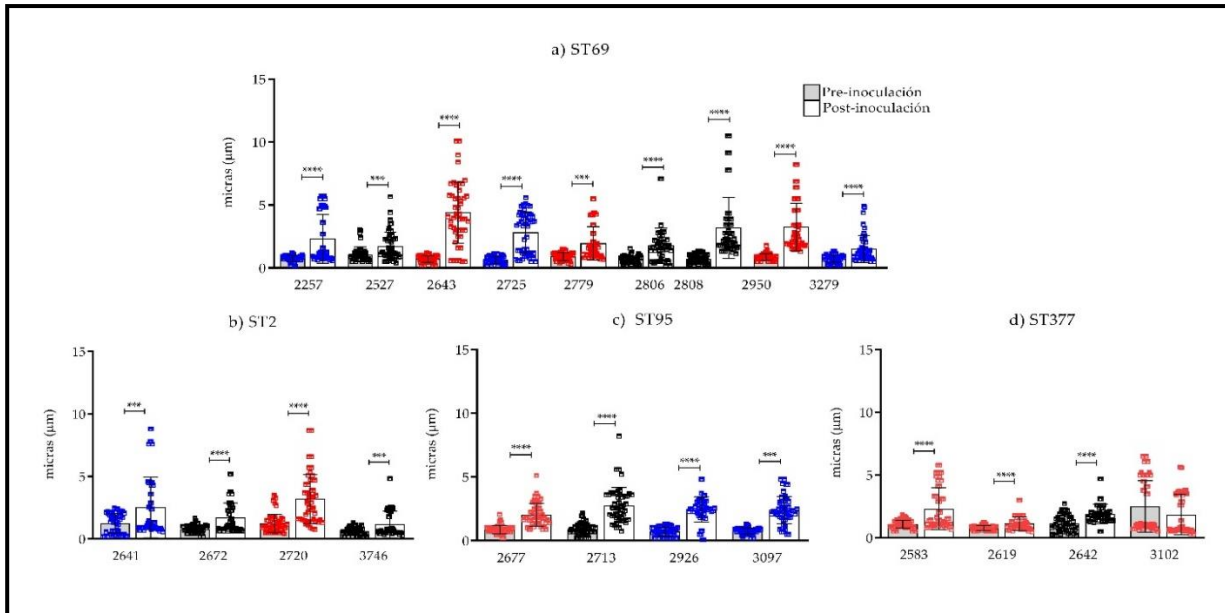 a) ST69
15
10
5
0
micras (μm)
Pre-inoculación
Post-inoculación
**** *** **** **** *** **** **** **** ****
2257 2527 2643 2725 2779 2806 2808 2950 3279
b) ST2
15
10
5
0
micras (μm)
*** **** **** ***
2641 2672 2720 3746
c) ST95
15
10
5
0
micras (μm)
**** **** **** ***
2677 2713 2926 3097
d) ST377
15
10
5
0
micras (μm)
**** **** ****
2583 2619 2642 3102